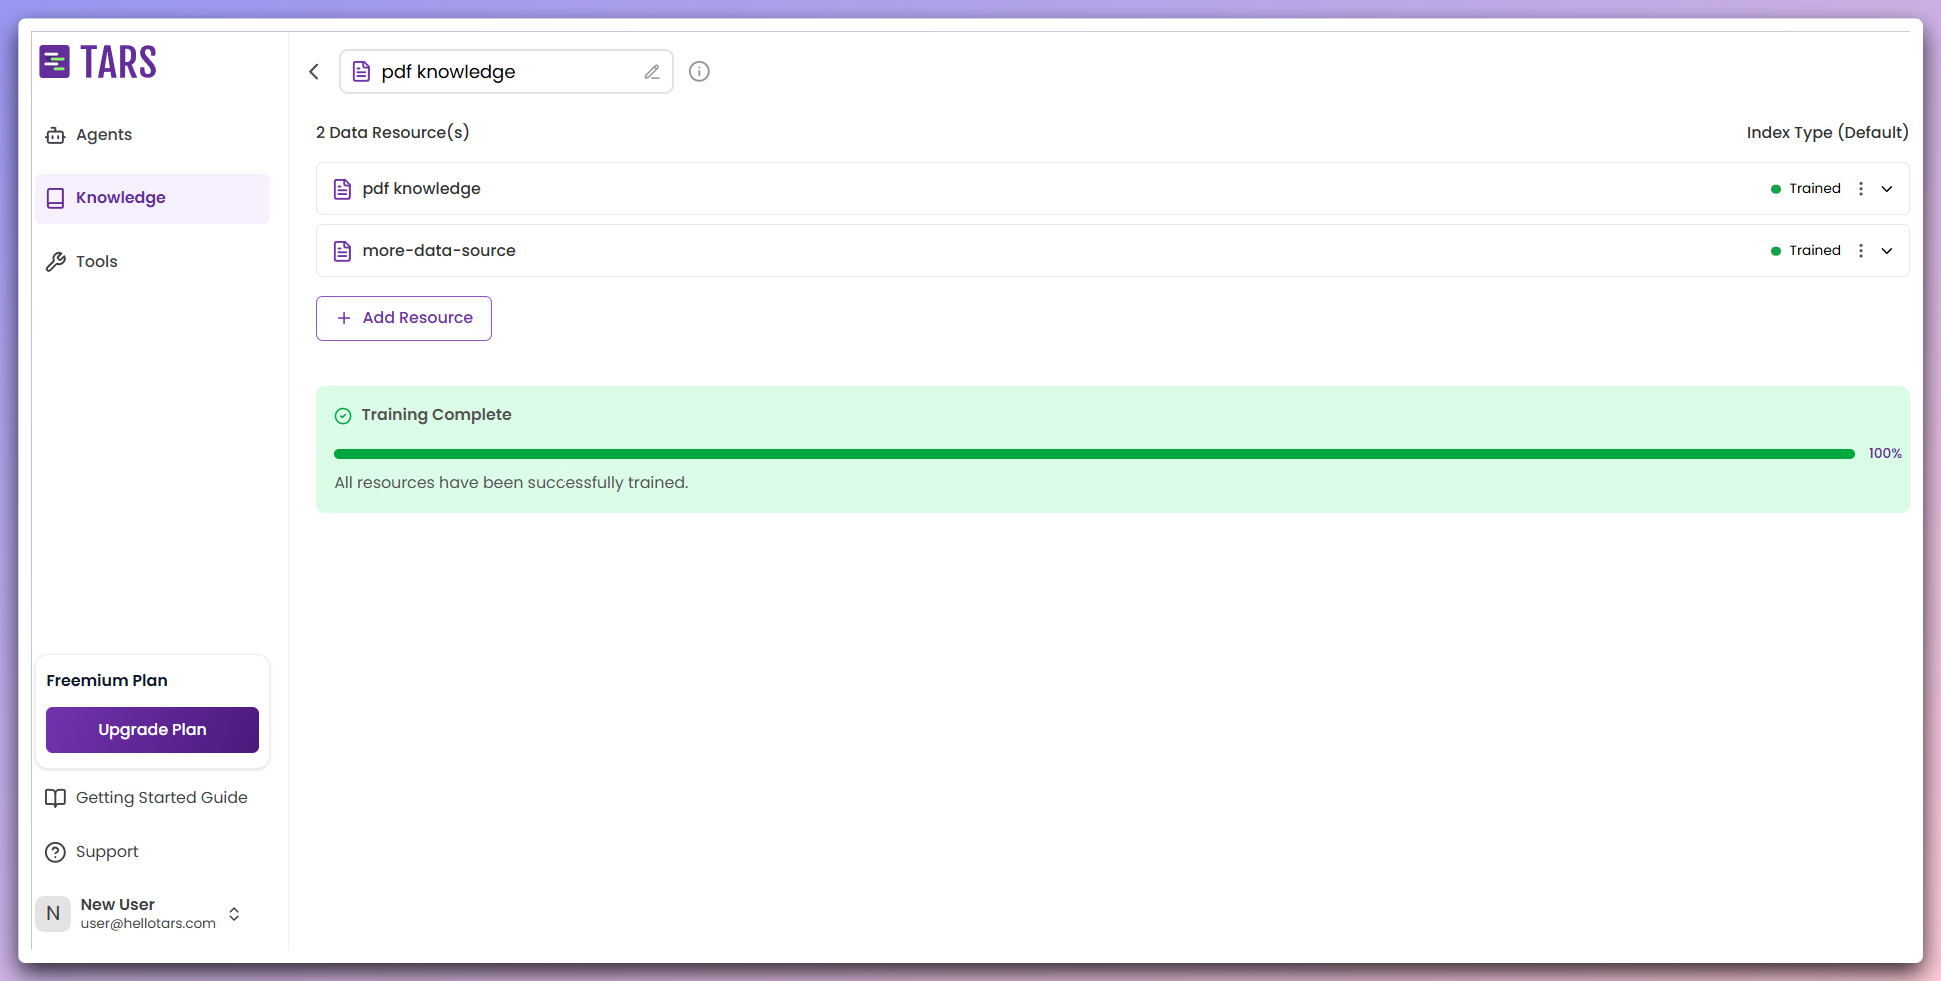 TARS
Agents
Knowledge
Tools
Freemium Plan
Upgrade Plan
Getting Started Guide
Support
N
New User
user@hellotars.com
pdf knowledge
2 Data Resource(s)
Index Type (Default)
pdf knowledge
Trained
more-data-source
Trained
+ Add Resource
Training Complete
100%
All resources have been successfully trained.